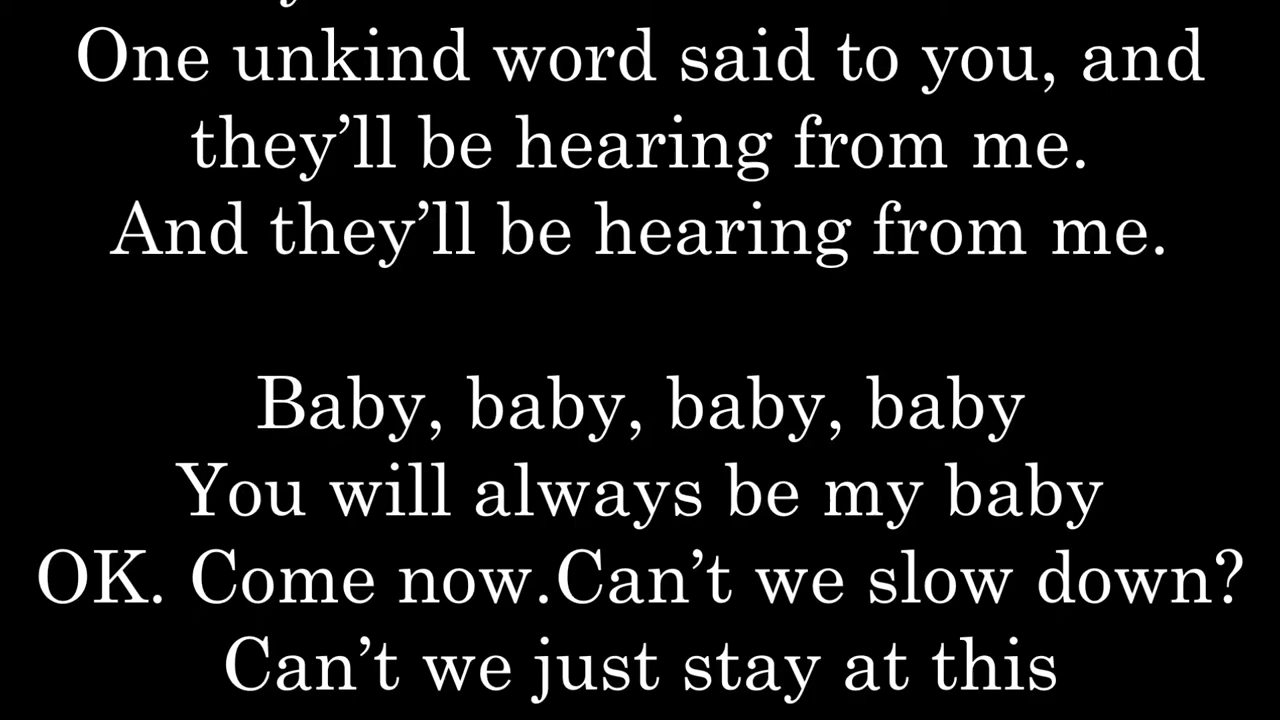 One unkind word said to you, and
they’ll be hearing from me.
And they’ll be hearing from me.
Baby, baby, baby, baby
You will always be my baby
OK. Come now.Can’t we slow down?
Can’t we just stay at this